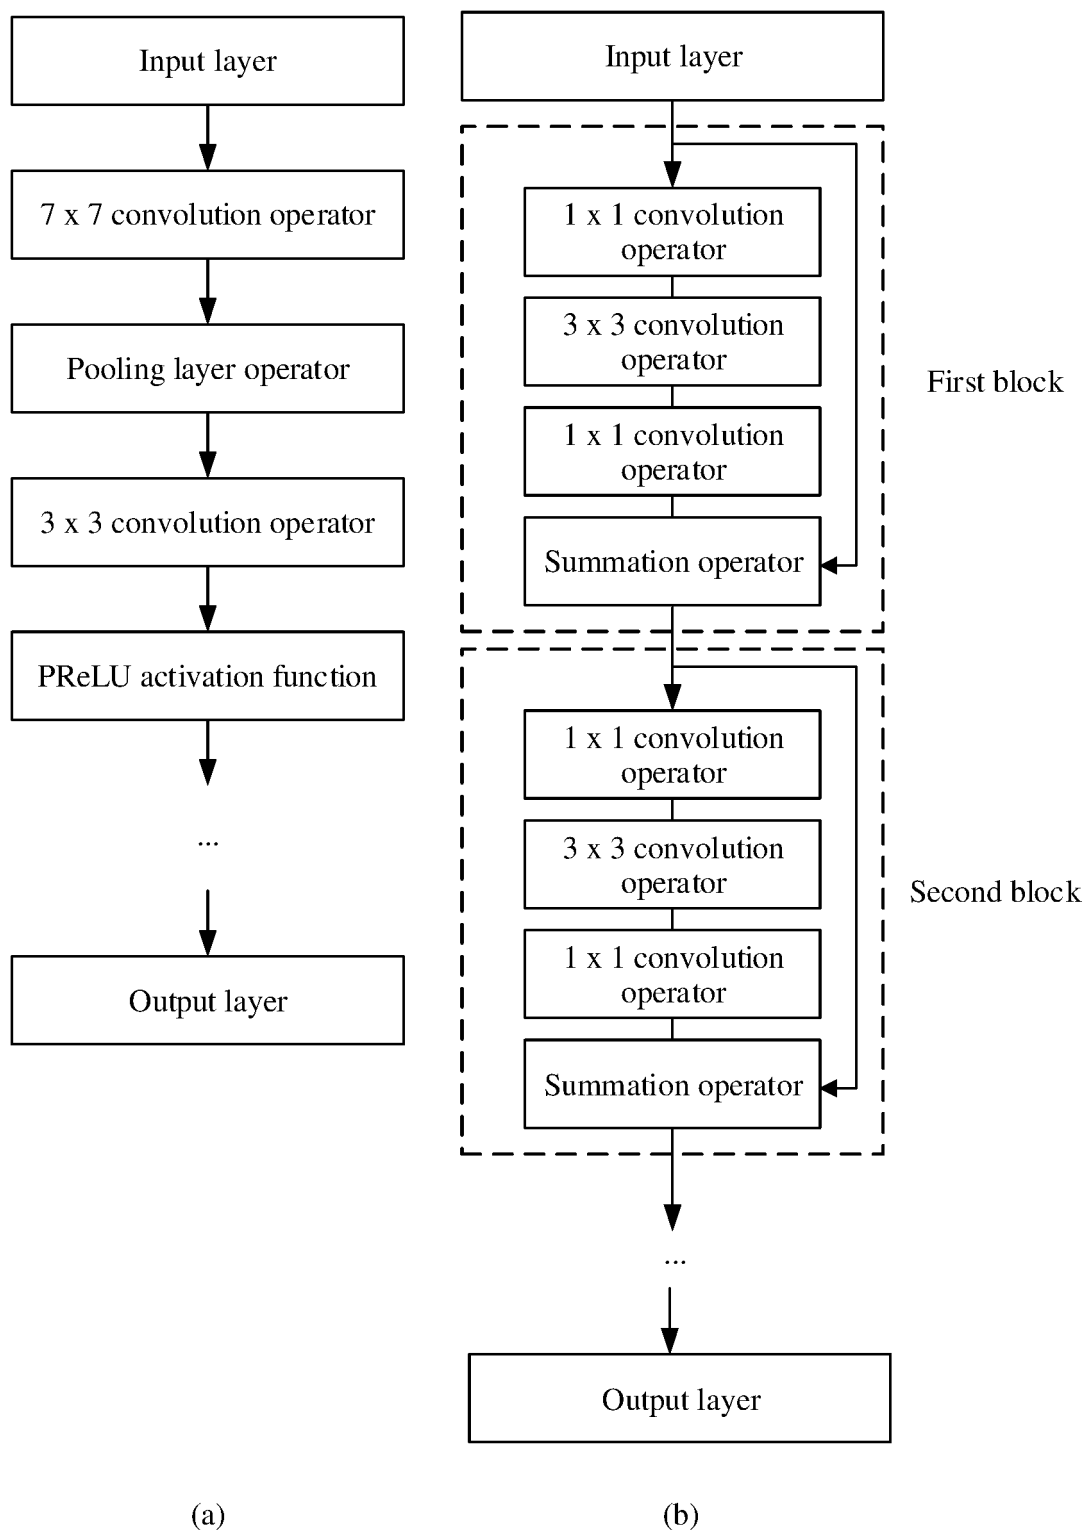 Input layer
7 x 7 convolution operator
Pooling layer operator
3 x 3 convolution operator
PReLU activation function
...
Output layer
(a)
Input layer
1 x 1 convolution
operator
3 x 3 convolution
operator
1 x 1 convolution
operator
Summation operator
First block
1 x 1 convolution
operator
3 x 3 convolution
operator
1 x 1 convolution
operator
Summation operator
Second block
...
Output layer
(b)